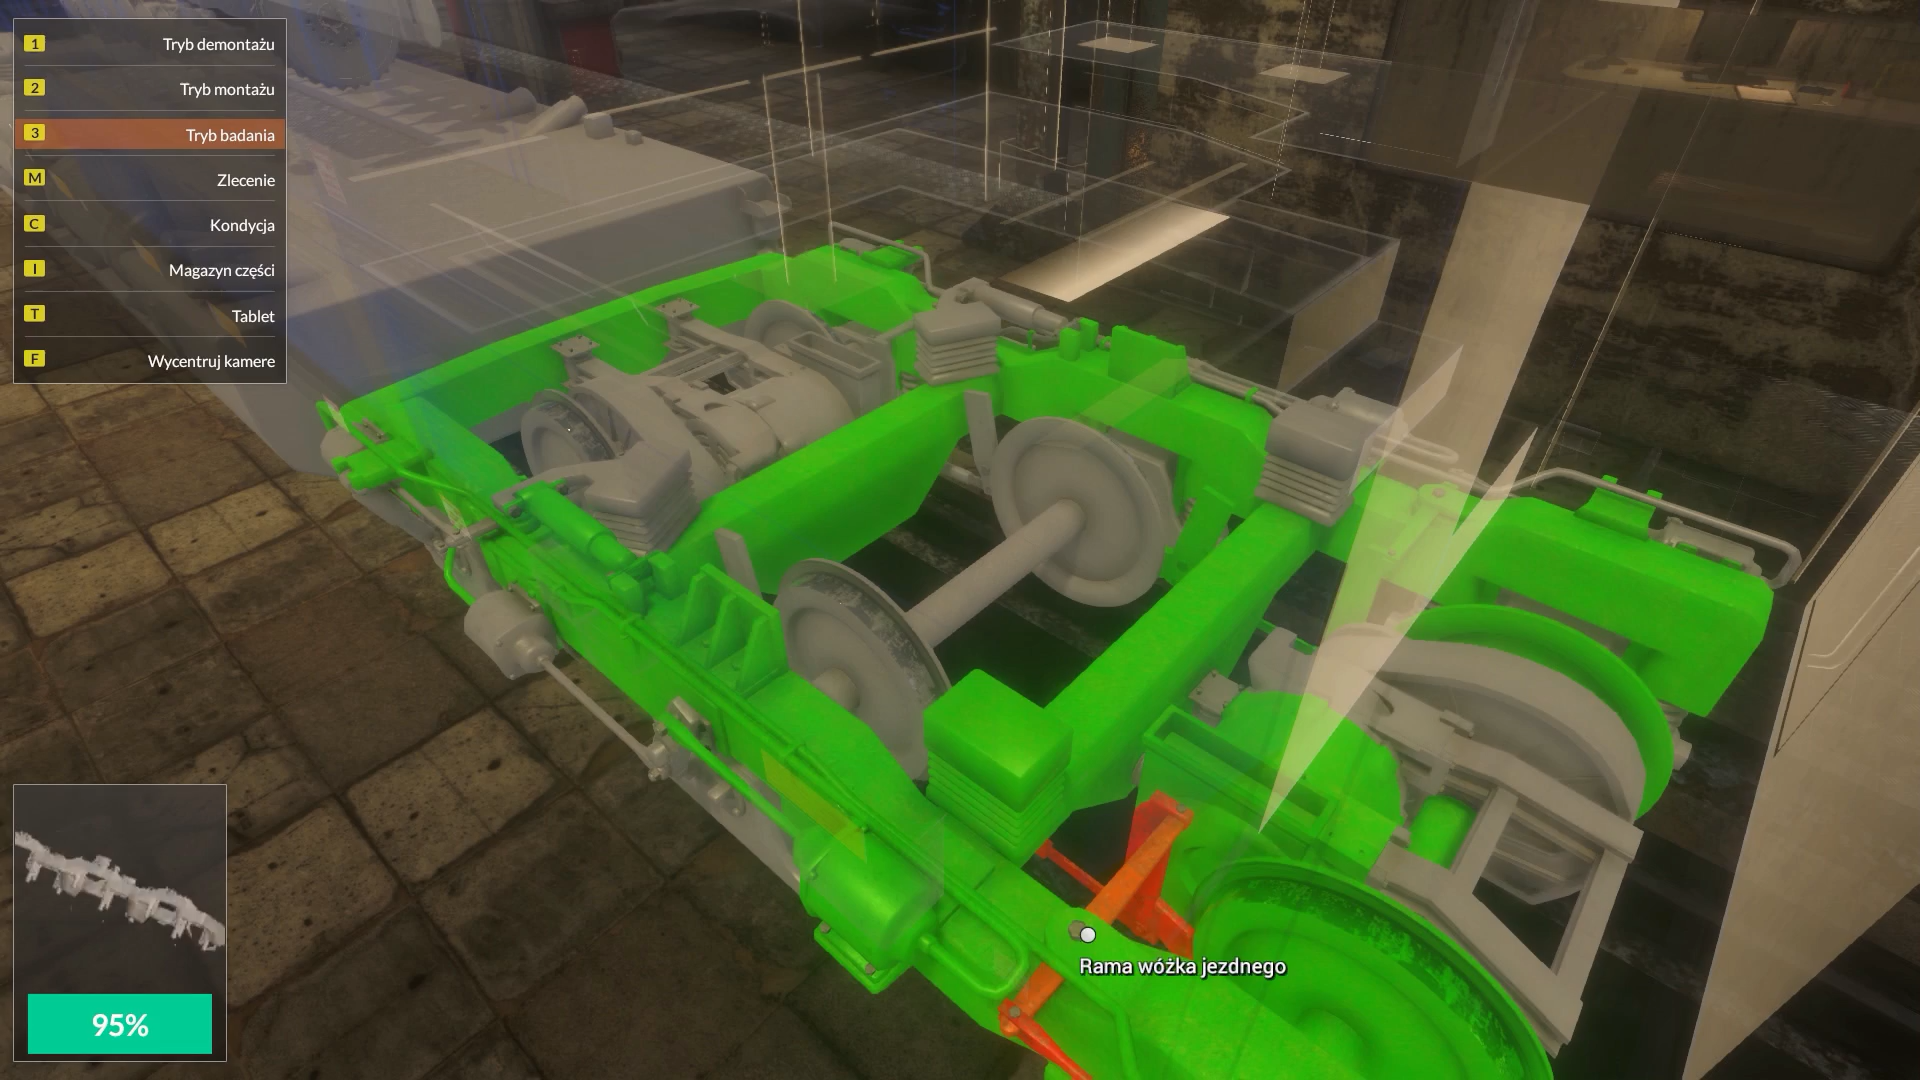 1 Tryb demontażu
2 Tryb montażu
3 Tryb badania
M Zlecenie
C Kondycja
I Magazyn części
T Tablet
F Wycentruj kamere
Rama wóżka jezdnego
95%